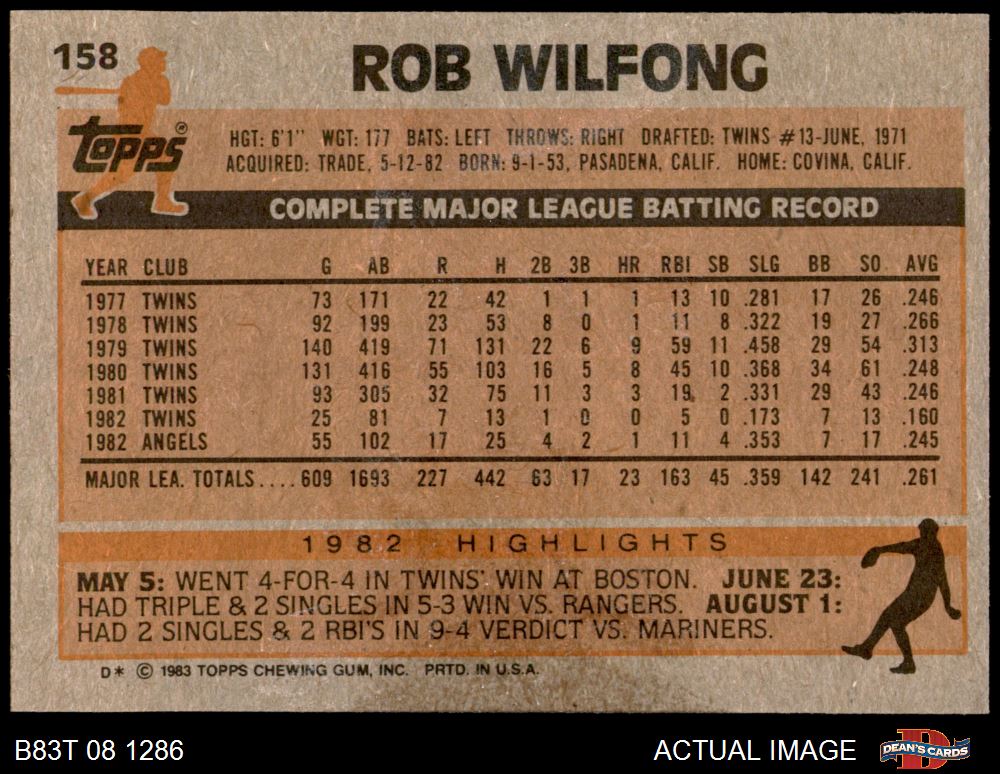 158 ROB WILFONG
Topps®
HGT: 6'1" WGT: 177 BATS: LEFT THROWS: RIGHT DRAFTED: TWINS #13-JUNE, 1971
ACQUIRED: TRADE, 5-12-82 BORN: 9-1-53, PASADENA, CALIF. HOME: COVINA, CALIF.
COMPLETE MAJOR LEAGUE BATTING RECORD
YEAR CLUB G AB R H 2B 3B HR RBI SB SLG BB SO AVG
1977 TWINS 73 171 22 42 1 1 1 13 10 .281 17 26 .246
1978 TWINS 92 199 23 53 8 0 1 11 8 .322 19 27 .266
1979 TWINS 140 419 71 131 22 6 9 59 11 .458 29 54 .313
1980 TWINS 131 416 55 103 16 5 8 45 10 .368 34 61 .248
1981 TWINS 93 305 32 75 11 3 3 19 2 .331 29 43 .246
1982 TWINS 25 81 7 13 1 0 0 5 0 .173 7 13 .160
1982 ANGELS 55 102 17 25 4 2 1 11 4 .353 7 17 .245
MAJOR LEA. TOTALS.... 609 1693 227 442 63 17 23 163 45 .359 142 241 .261
1982 HIGHLIGHTS
MAY 5: WENT 4-FOR-4 IN TWINS' WIN AT BOSTON. JUNE 23:
HAD TRIPLE & 2 SINGLES IN 5-3 WIN VS. RANGERS. AUGUST 1:
HAD 2 SINGLES & 2 RBI'S IN 9-4 VERDICT VS. MARINERS.
D* © 1983 TOPPS CHEWING GUM, INC. PRTD. IN U.S.A.
B83T 08 1286 ACTUAL IMAGE DEAN'S CARDS